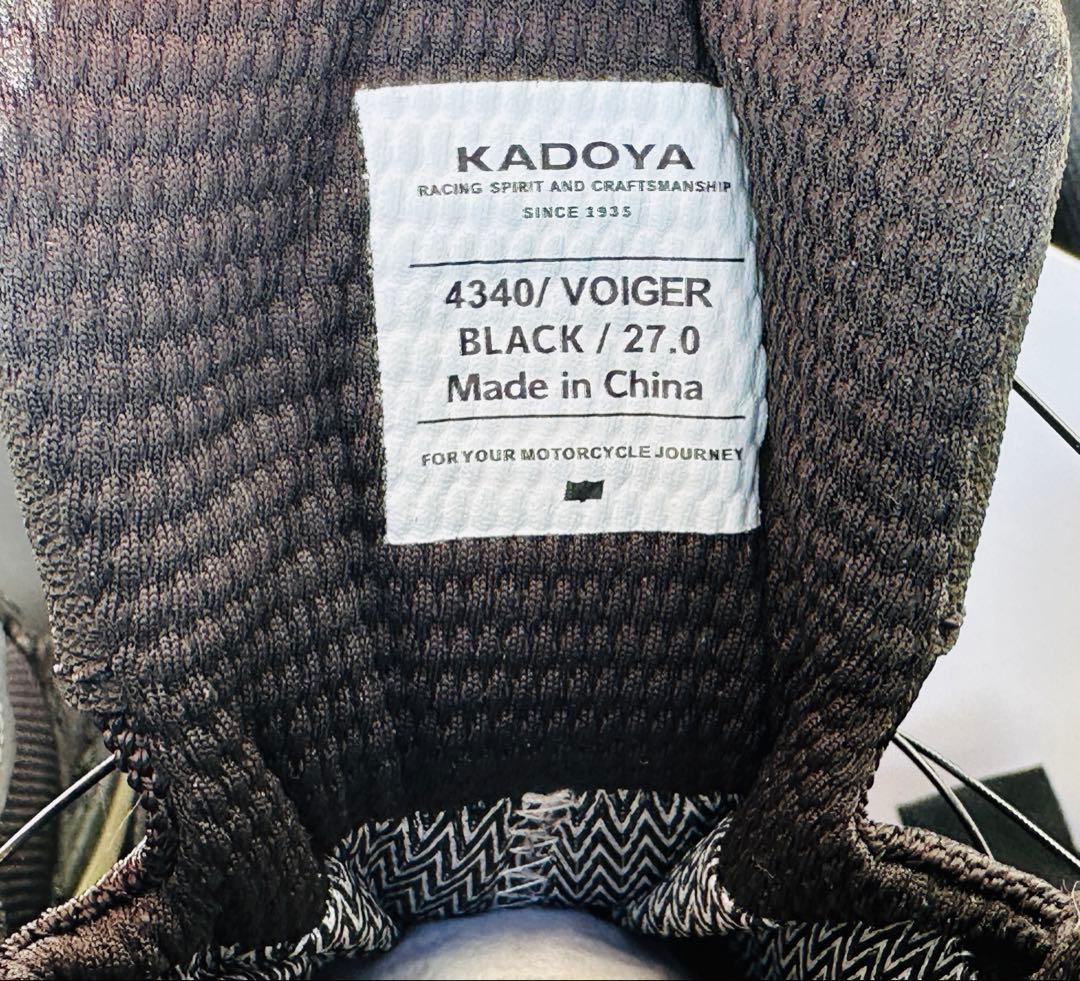 KADOYA
RACING SPIRIT AND CRAFTSMANSHIP
SINCE 1935
4340/ VOIGER
BLACK / 27.0
Made in China
FOR YOUR MOTORCYCLE JOURNEY